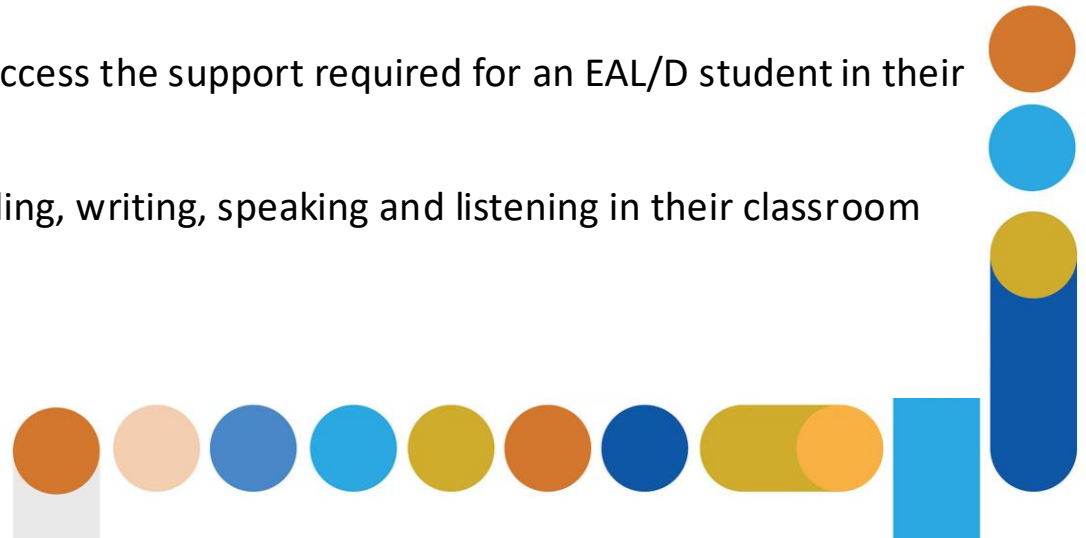 ccess the support required for an EAL/D student in their
ling, writing, speaking and listening in their classroom